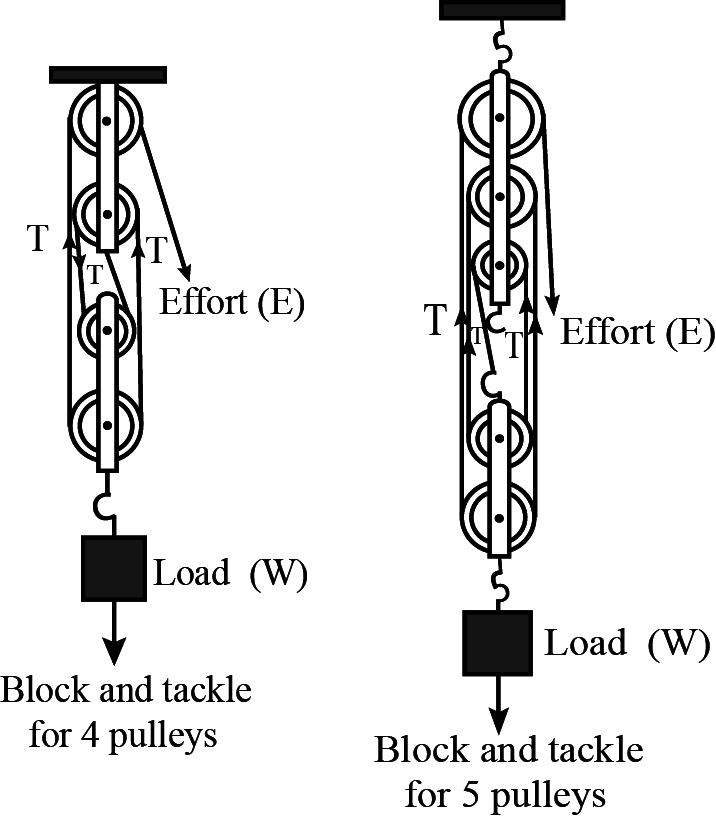 T
T
T
Effort (E)
Load (W)
Block and tackle
for 4 pulleys
T
T
T
Effort (E)
Load (W)
Block and tackle
for 5 pulleys